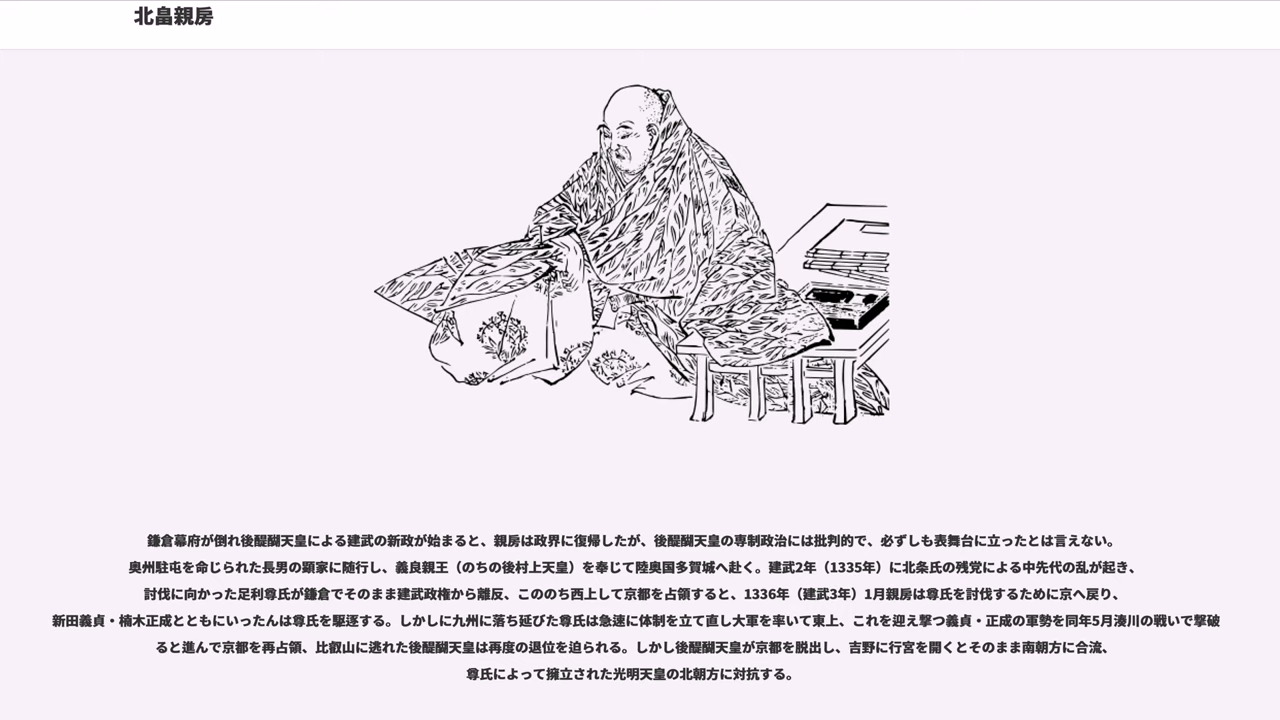 北畠親房
鎌倉幕府が倒れ後醍醐天皇による建武の新政が始まると、親房は政界に復帰したが、後醍醐天皇の専制政治には批判的で、必ずしも表舞台に立ったとは言えない。
奥州駐屯を命じられた長男の顕家に随行し、義良親王（のちの後村上天皇）を奉じて陸奥国多賀城へ赴く。建武2年（1335年）に北条氏の残党による中先代の乱が起き、
討伐に向かった足利尊氏が鎌倉でそのまま建武政権から離反、こののち西上して京都を占領すると、1336年（建武3年）1月親房は尊氏を討伐するために京へ戻り、
新田義貞・楠木正成とともにいったんは尊氏を駆逐する。しかしに九州に落ち延びた尊氏は急速に体制を立て直し大軍を率いて東上、これを迎え撃つ義貞・正成の軍勢を同年5月湊川の戦いで撃破
ると進んで京都を再占領、比叡山に逃れた後醍醐天皇は再度の退位を迫られる。しかし後醍醐天皇が京都を脱出し、吉野に行宮を開くとそのまま南朝方に合流、
尊氏によって擁立された光明天皇の北朝方に対抗する。